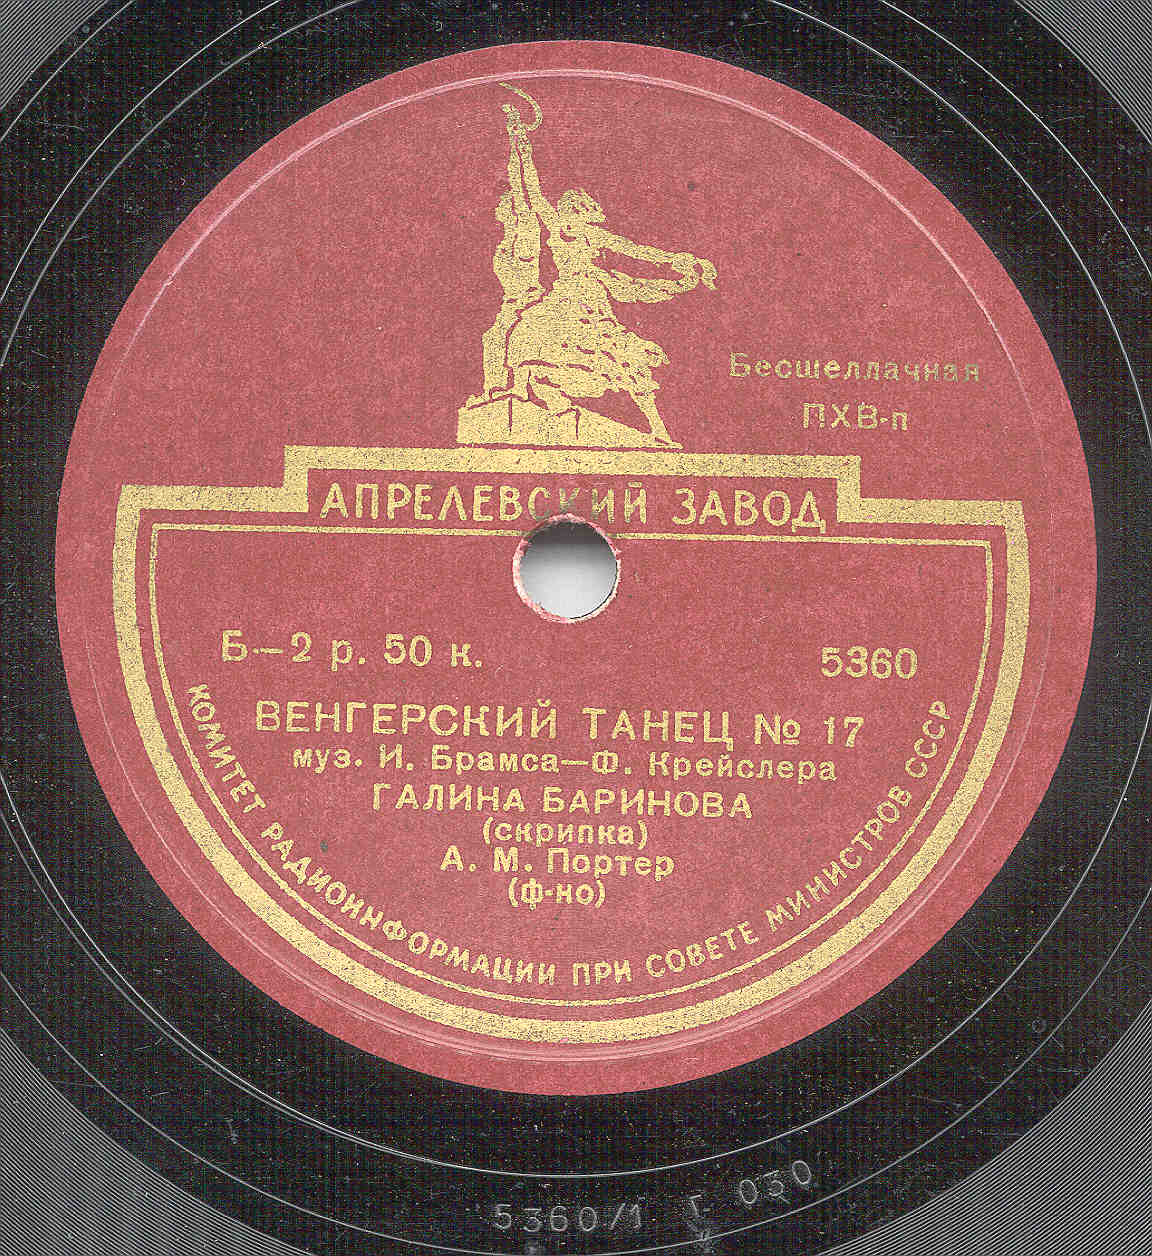 Бесшеллачная
ПХВ-п
АПРЕЛЕВСКИЙ ЗАВОД
Б—2 р. 50 к.
5360
ВЕНГЕРСКИЙ ТАНЕЦ № 17
муз. И. Брамса—Ф. Крейслера
ГАЛИНА БАРИНОВА
(скрипка)
А. М. Портер
(ф-но)
КОМИТЕТ РАДИОИНФОРМАЦИИ ПРИ СОВЕТЕ МИНИСТРОВ СССР
5360/1 Г 030